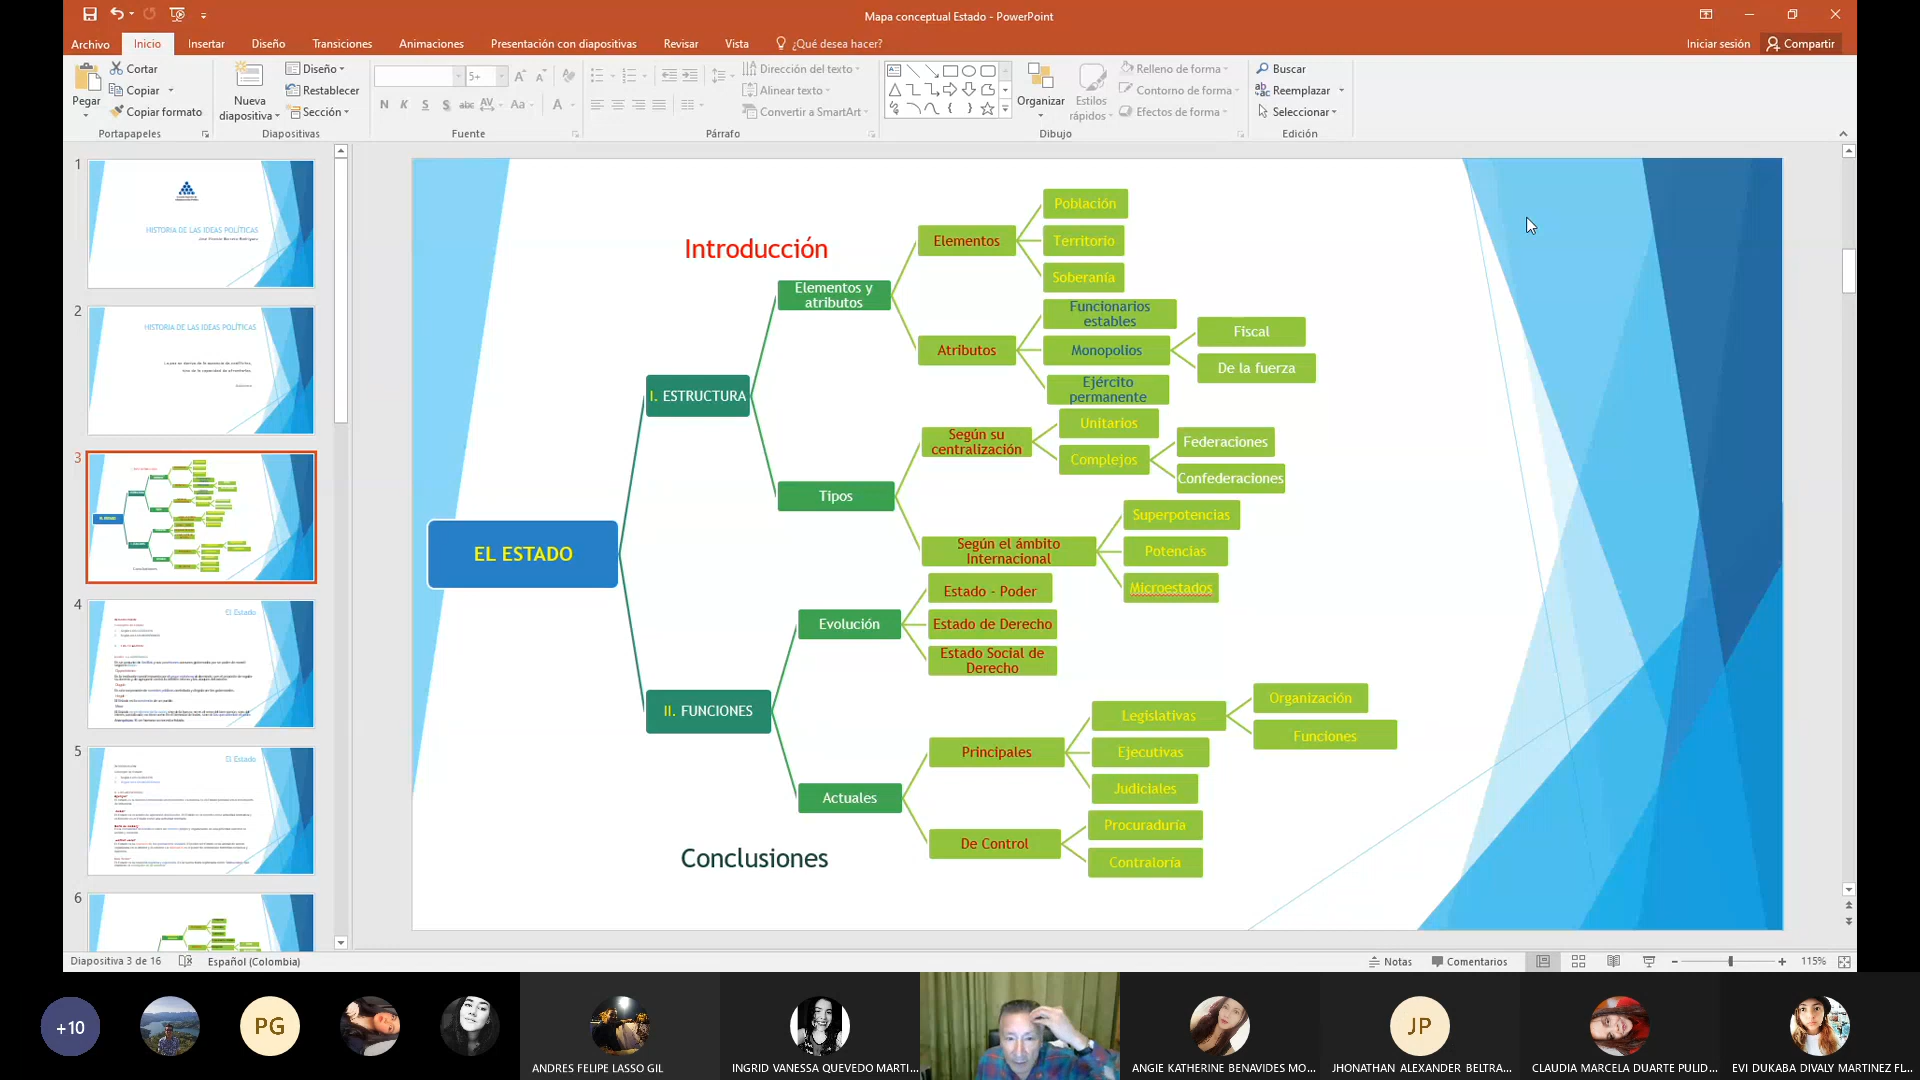 Mapa conceptual Estado - PowerPoint
Archivo
Inicio
Insertar
Diseño
Transiciones
Animaciones
Presentación con diapositivas
Revisar
Vista
¿Qué desea hacer?
Iniciar sesión
Compartir
Pegar
Cortar
Copiar
Copiar formato
Portapapeles
Nueva
diapositiva
Diseño
Restablecer
Sección
Diapositivas
5+
Fuente
Dirección del texto
Alinear texto
Convertir a SmartArt
Párrafo
Organizar
Estilos
rápidos
Relleno de forma
Contorno de forma
Efectos de forma
Dibujo
Buscar
Reemplazar
Seleccionar
Edición
1
HISTORIA DE LAS IDEAS POLÍTICAS
2
HISTORIA DE LAS IDEAS POLÍTICAS
3
4
El Estado
5
El Estado
6
Introducción
EL ESTADO
I. ESTRUCTURA
Elementos y
atributos
Elementos
Población
Territorio
Soberanía
Atributos
Funcionarios
estables
Monopolios
Fiscal
De la fuerza
Ejército
permanente
Tipos
Según su
centralización
Unitarios
Complejos
Federaciones
Confederaciones
Según el ámbito
Internacional
Superpotencias
Potencias
Microestados
II. FUNCIONES
Evolución
Estado - Poder
Estado de Derecho
Estado Social de
Derecho
Actuales
Principales
Legislativas
Organización
Funciones
Ejecutivas
Judiciales
De Control
Procuraduría
Contraloría
Conclusiones
Diapositiva 3 de 16
Español (Colombia)
Notas
Comentarios
115%
+10
PG
ANDRES FELIPE LASSO GIL
INGRID VANESSA QUEVEDO MARTI...
ANGIE KATHERINE BENAVIDES MO...
JP
JHONATHAN ALEXANDER BELTRA...
CLAUDIA MARCELA DUARTE PULID...
EVI DUKABA DIVALY MARTINEZ FL...